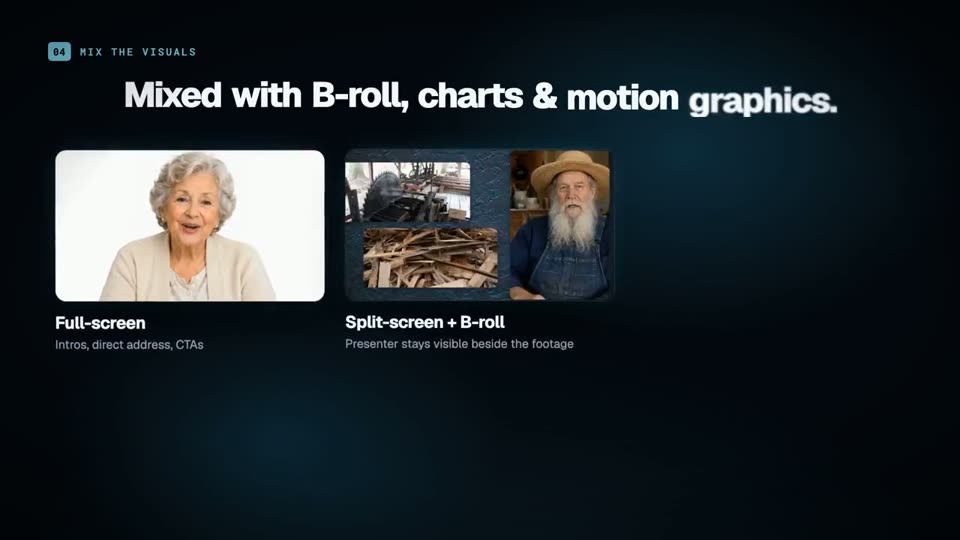 04 MIX THE VISUALS
Mixed with B-roll, charts & motion graphics.
Full-screen
Intros, direct address, CTAs
Split-screen + B-roll
Presenter stays visible beside the footage